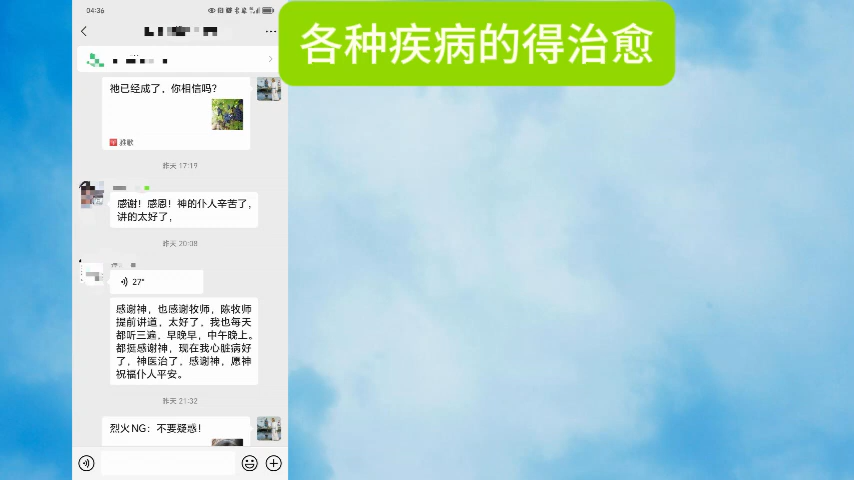 04:36
各种疾病的得治愈
祂已经成了，你相信吗？
雅歌
昨天 17:19
感谢！感恩！神的仆人辛苦了，
讲的太好了，
昨天 20:08
27"
感谢神，也感谢牧师，陈牧师
提前讲道，太好了，我也每天
都听三遍，早晚早，中午晚上。
都挺感谢神，现在我心脏病好
了，神医治了，感谢神，愿神
祝福仆人平安。
昨天 21:32
烈火NG：不要疑惑！